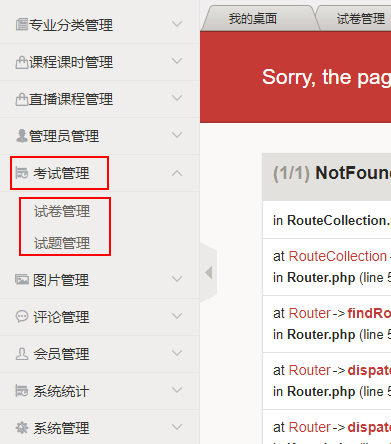 专业分类管理
课程课时管理
直播课程管理
管理员管理
考试管理
试卷管理
试题管理
图片管理
评论管理
会员管理
系统统计
系统管理
我的桌面
试卷管理
Sorry, the pag
(1/1) NotFoun
in RouteCollection.
at RouteCollection
in Router.php (line 5
at Router->findRo
in Router.php (line 5
at Router->dispat
in Router.php (line 5
at Router->dispat